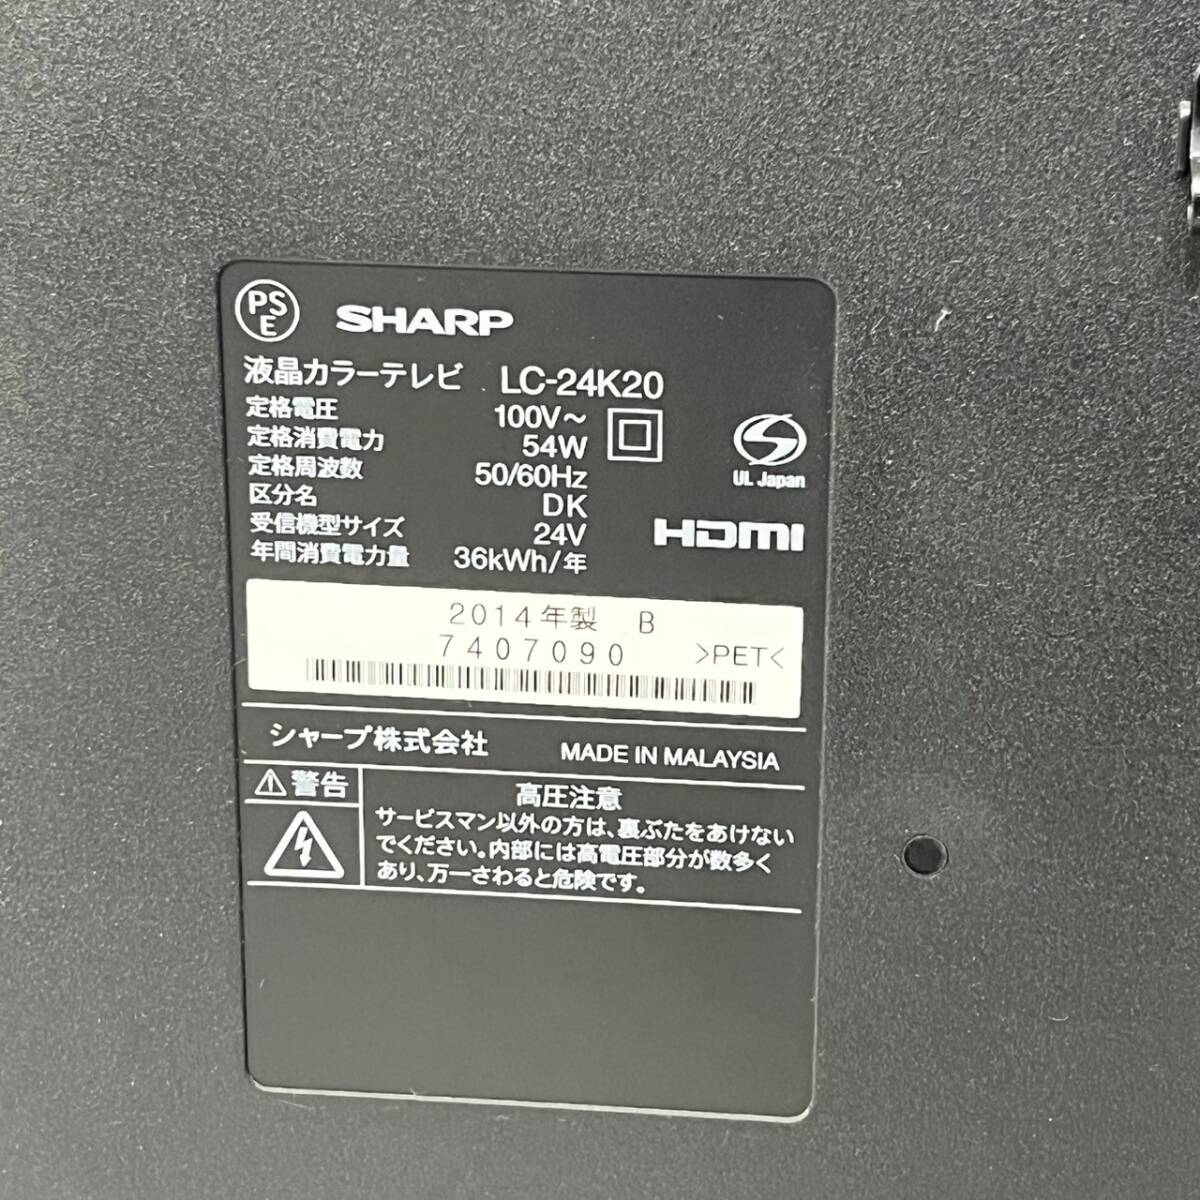 PS
E
SHARP
液晶カラーテレビ LC-24K20
定格電圧 100V～
定格消費電力 54W
定格周波数 50/60Hz
区分名 DK
受信機型サイズ 24V
年間消費電力量 36kWh/年
UL Japan
HDMI
2014年製 B
7407090 >PET<
シャープ株式会社 MADE IN MALAYSIA
⚠警告
高圧注意
サービスマン以外の方は、裏ぶたをあけない
でください。内部には高電圧部分が数多く
あり、万一さわると危険です。